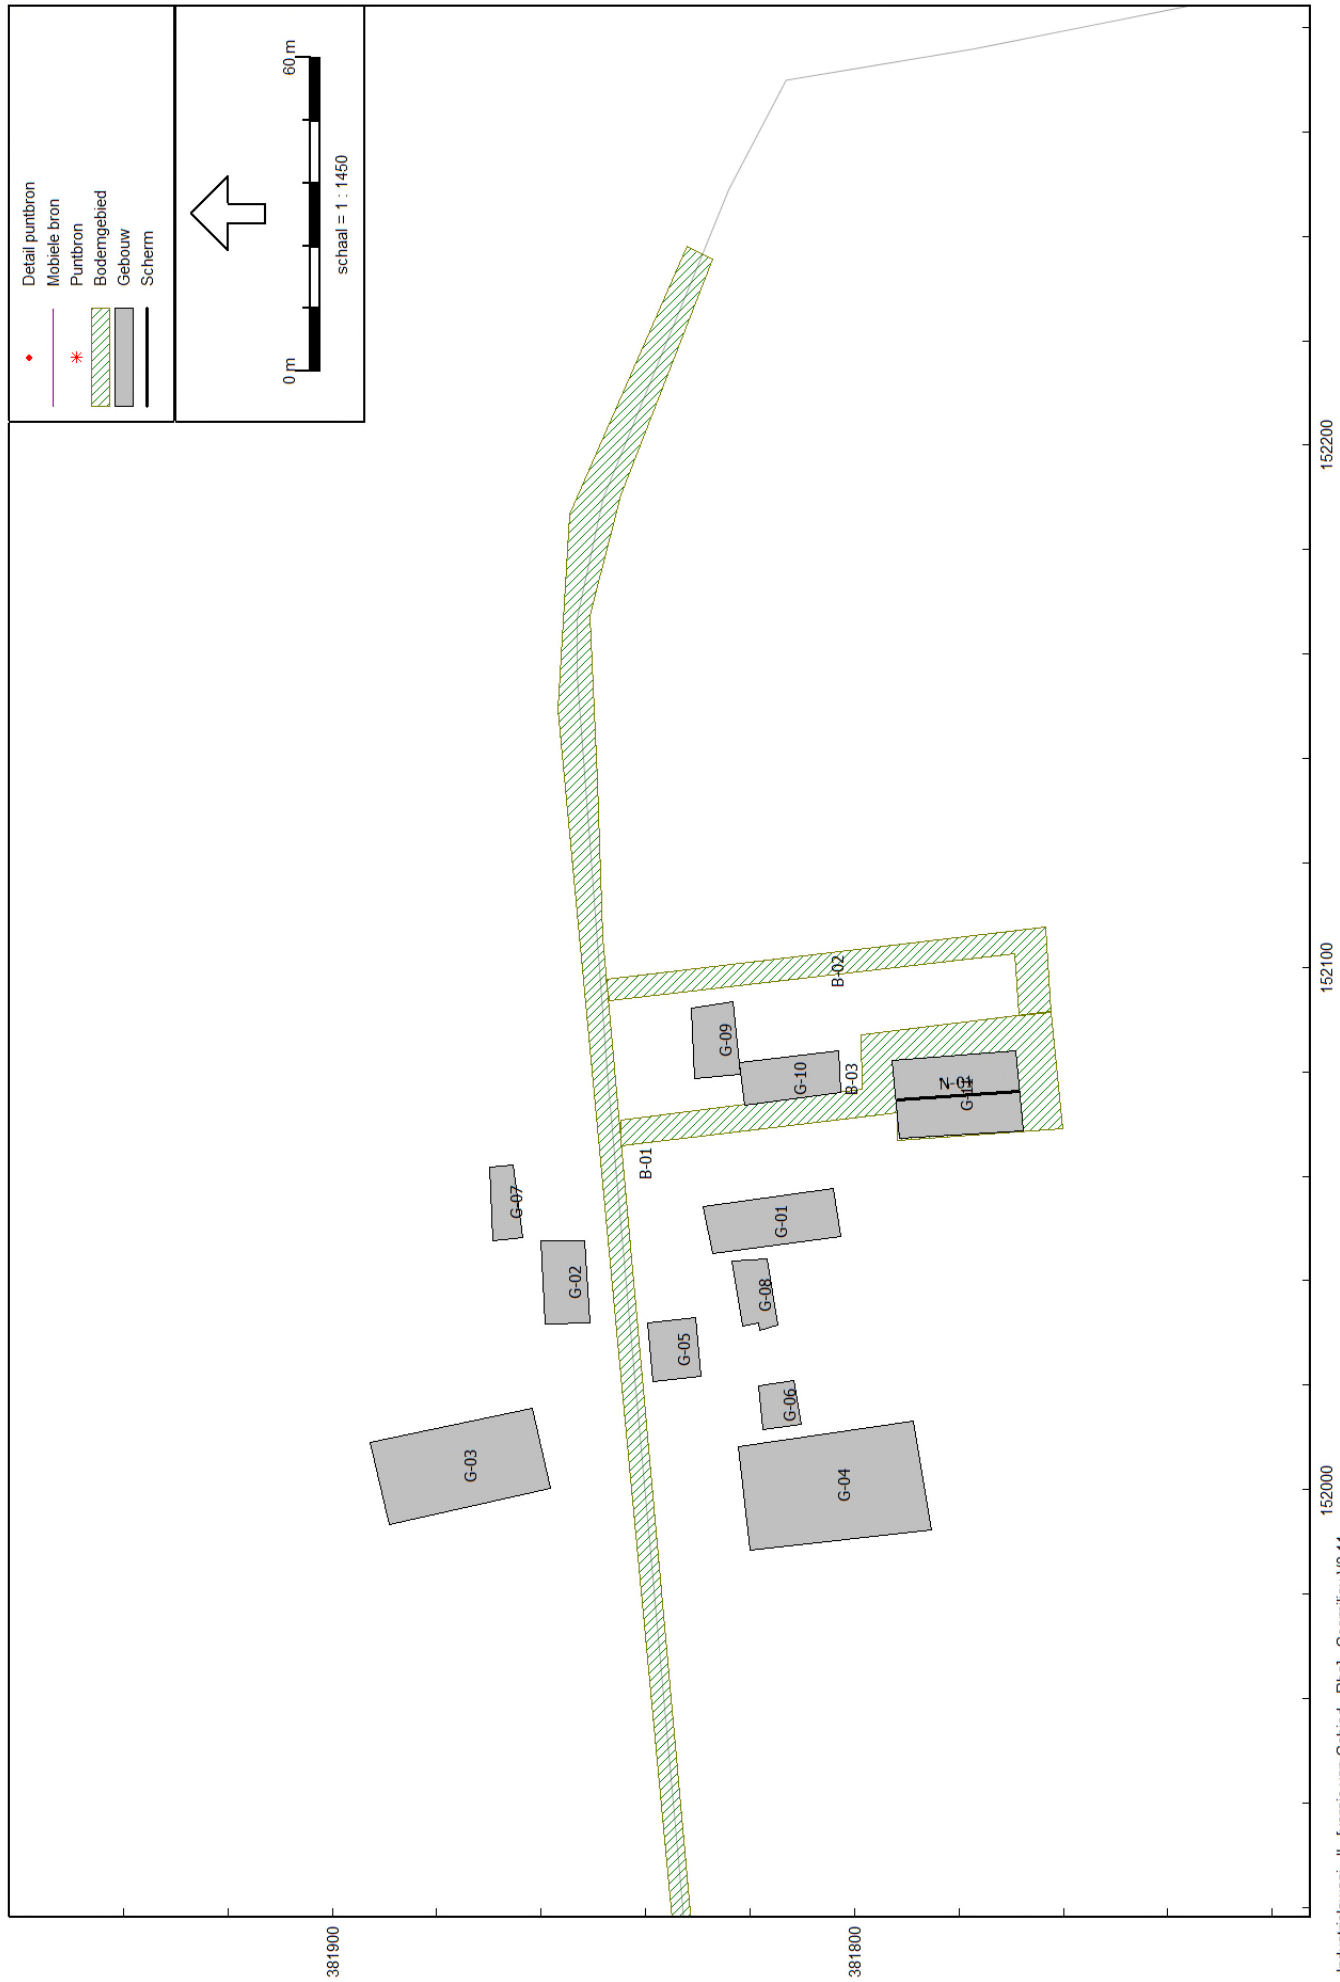 Detail puntbron
Mobiele bron
Puntbron
Bodemgebied
Gebouw
Scherm
0 m
60 m
schaal = 1 : 1450
G-03
G-07
G-02
G-05
G-06
G-08
G-04
G-01
B-01
G-09
G-10
B-02
B-03
G-11
381900
381800
152000
152100
152200